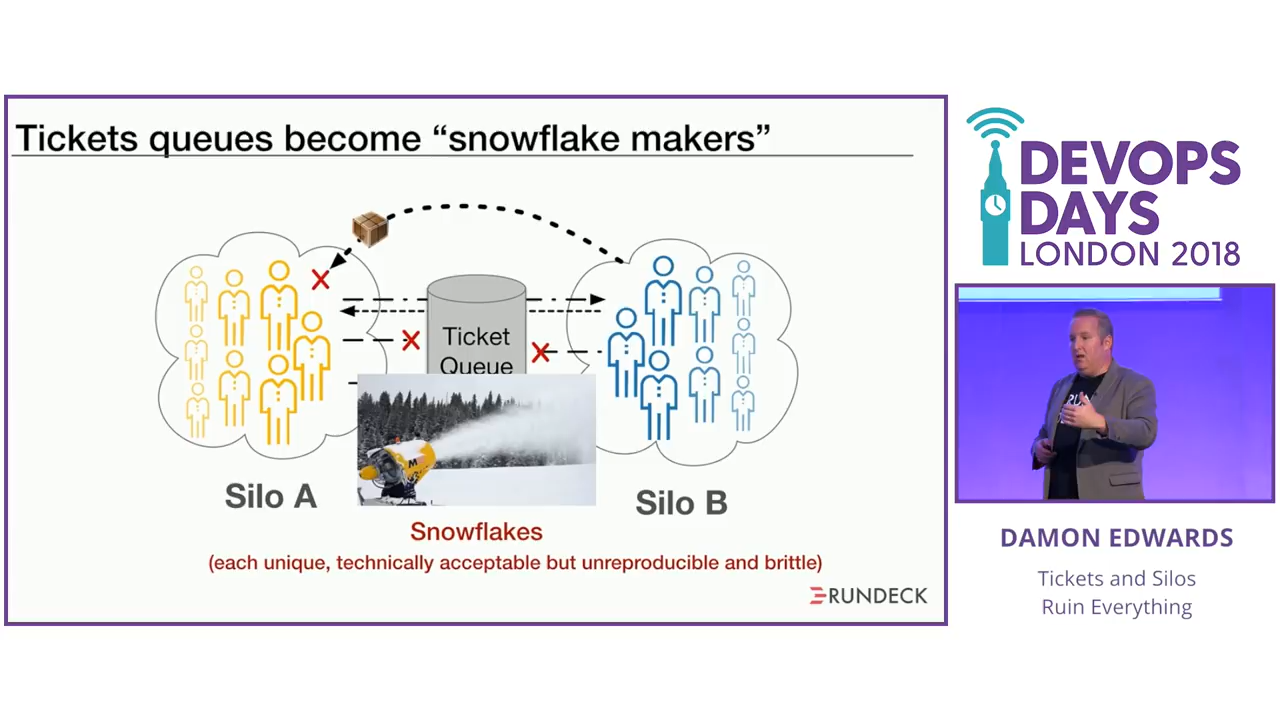 Tickets queues become “snowflake makers”
Ticket
Queue
Silo A
Silo B
Snowflakes
(each unique, technically acceptable but unreproducible and brittle)
RUNDECK
DEVOPS
DAYS
LONDON 2018
DAMON EDWARDS
Tickets and Silos
Ruin Everything